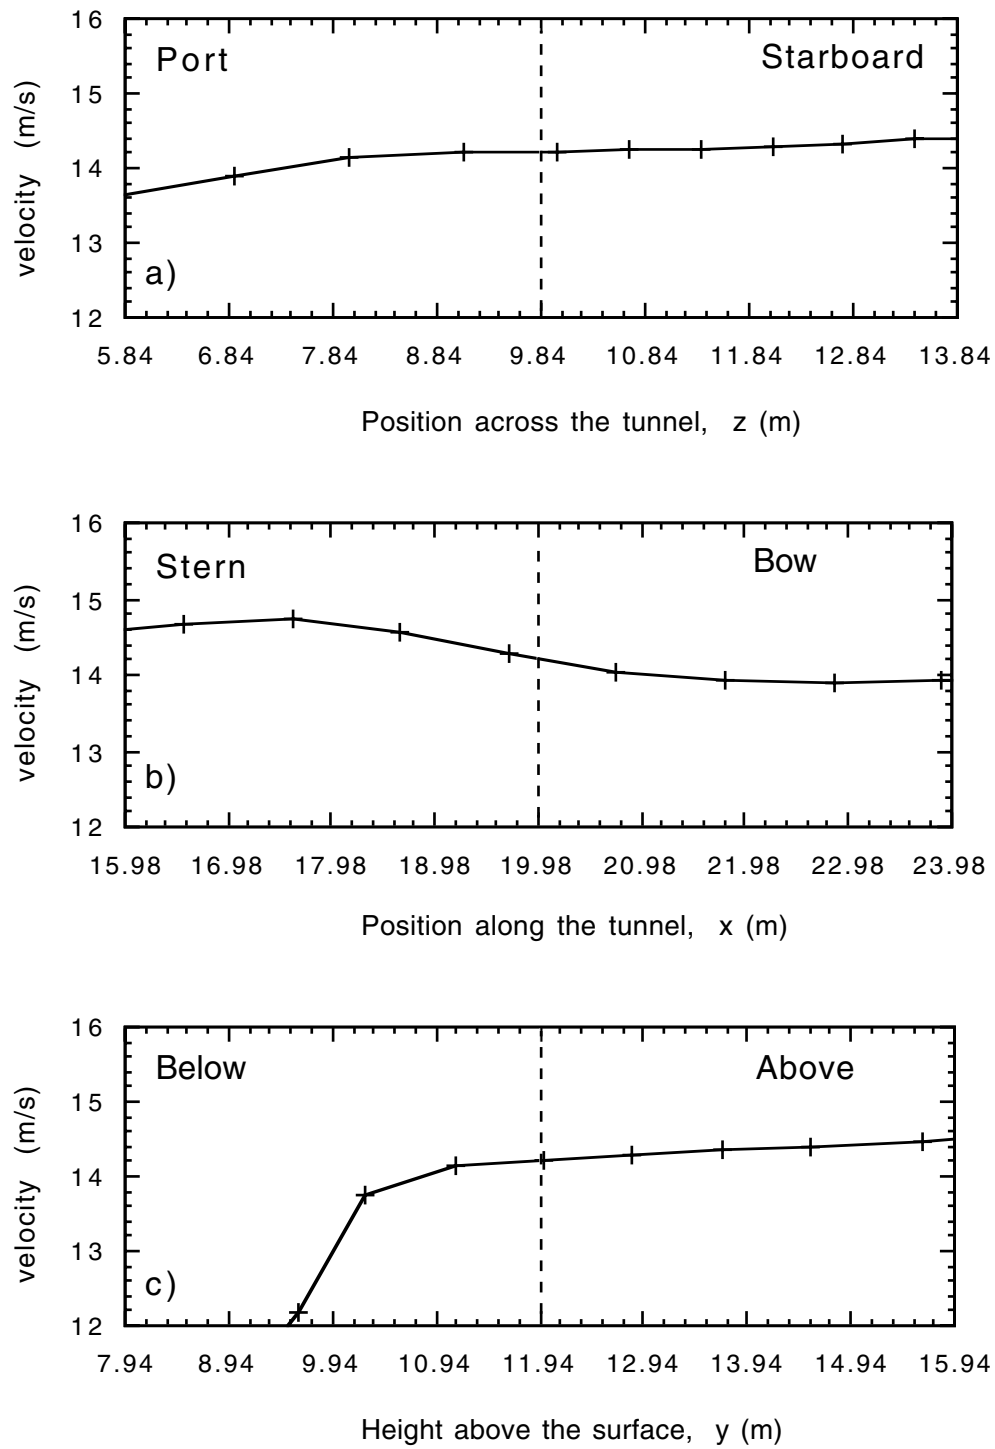 16
Port Starboard
15
14
13
a)
12
velocity (m/s)
5.84 6.84 7.84 8.84 9.84 10.84 11.84 12.84 13.84
Position across the tunnel, z (m)
16
Stern Bow
15
14
13
b)
12
velocity (m/s)
15.98 16.98 17.98 18.98 19.98 20.98 21.98 22.98 23.98
Position along the tunnel, x (m)
16
Below Above
15
14
13
c)
12
velocity (m/s)
7.94 8.94 9.94 10.94 11.94 12.94 13.94 14.94 15.94
Height above the surface, y (m)